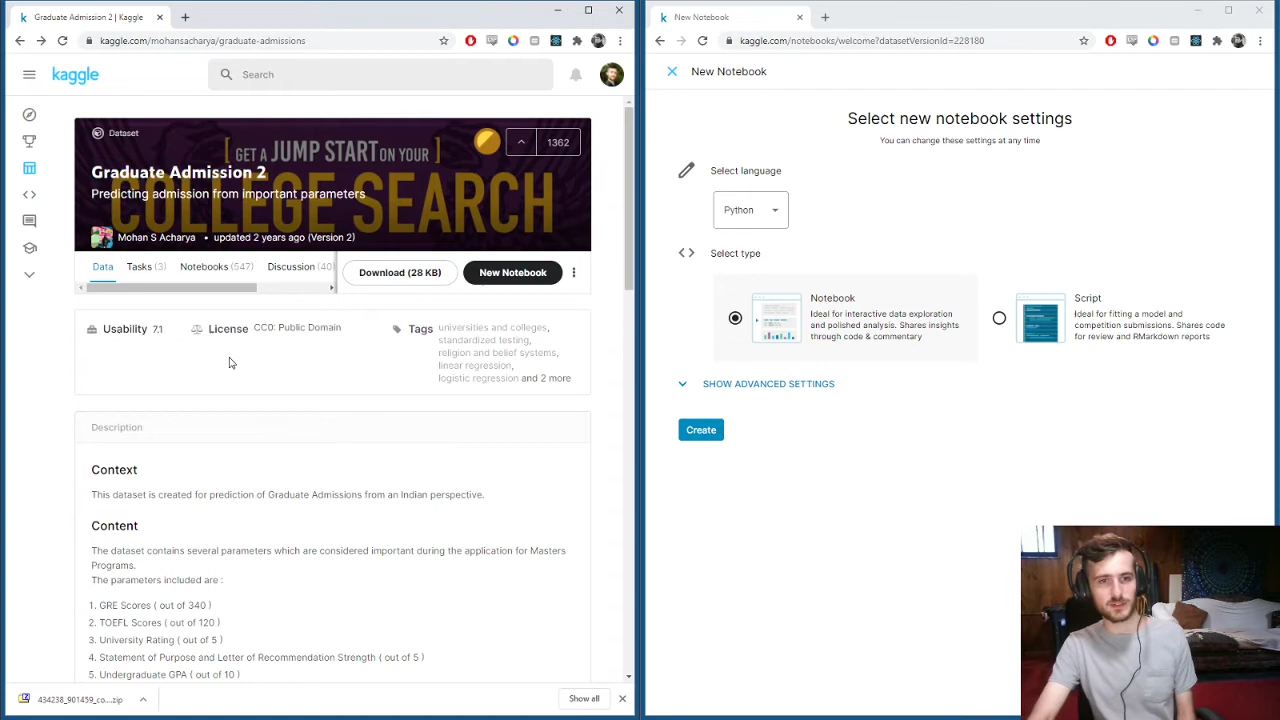 Graduate Admission 2 | Kaggle
kaggle.com/mohansacharya/graduate-admissions
kaggle
Search
Dataset
[ GET A JUMP START ON YOUR ]
COLLEGE SEARCH
1362
Graduate Admission 2
Predicting admission from important parameters
Mohan S Acharya • updated 2 years ago (Version 2)
Data Tasks (3) Notebooks (547) Discussion (40) Download (28 KB) New Notebook
Usability 7.1 License CC0: Public Domain Tags universities and colleges,
standardized testing,
religion and belief systems,
linear regression,
logistic regression and 2 more
Description
Context
This dataset is created for prediction of Graduate Admissions from an Indian perspective.
Content
The dataset contains several parameters which are considered important during the application for Masters
Programs.
The parameters included are :
1. GRE Scores ( out of 340 )
2. TOEFL Scores ( out of 120 )
3. University Rating ( out of 5 )
4. Statement of Purpose and Letter of Recommendation Strength ( out of 5 )
5. Undergraduate GPA ( out of 10 )
434238_901459_co....zip
Show all
New Notebook
kaggle.com/notebooks/welcome?datasetVersionId=228180
New Notebook
Select new notebook settings
You can change these settings at any time
Select language
Python
Select type
Notebook
Ideal for interactive data exploration
and polished analysis. Shares insights
through code & commentary
Script
Ideal for fitting a model and
competition submissions. Shares code
for review and RMarkdown reports
SHOW ADVANCED SETTINGS
Create